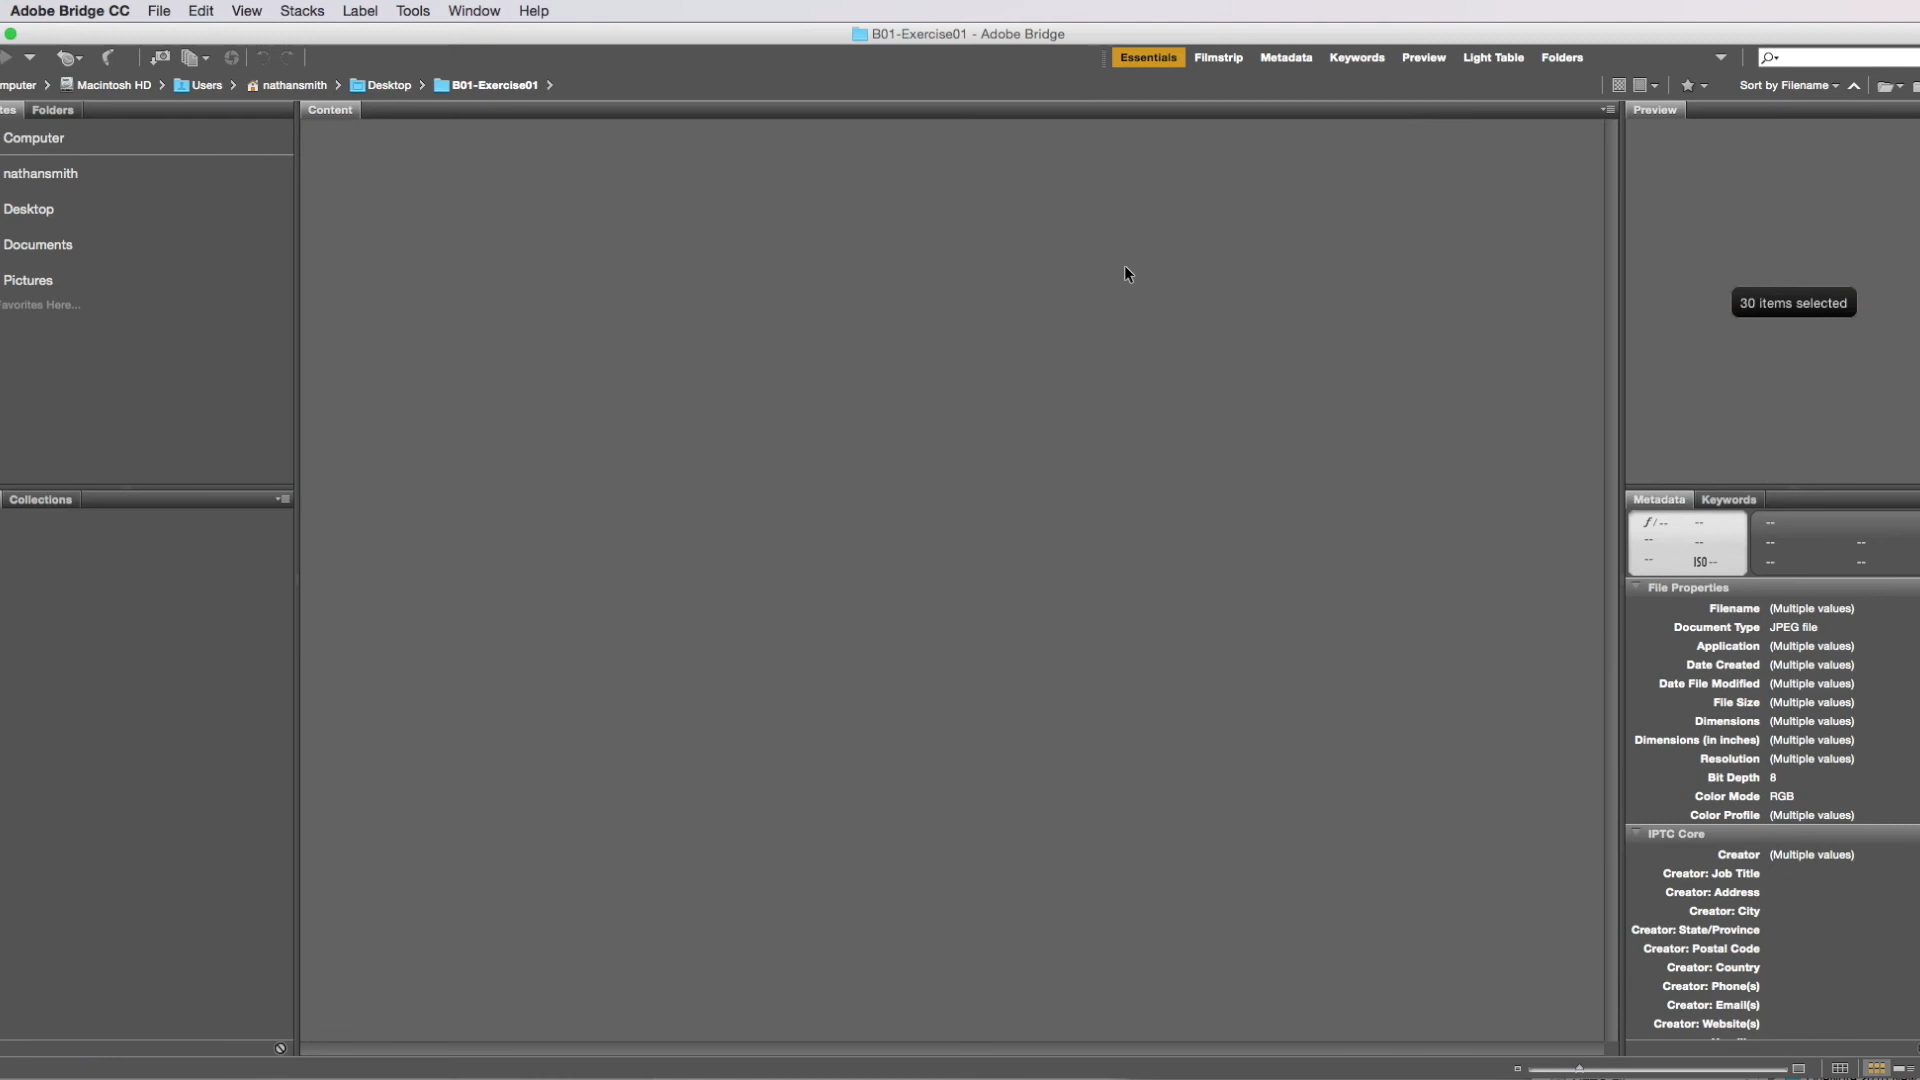 Adobe Bridge CC File Edit View Stacks Label Tools Window Help
B01-Exercise01 - Adobe Bridge
Essentials Filmstrip Metadata Keywords Preview Light Table Folders
mputer Macintosh HD Users nathansmith Desktop B01-Exercise01
Sort by Filename
tes Folders
Content
Preview
Computer
nathansmith
Desktop
Documents
Pictures
Favorites Here...
30 items selected
Collections
Metadata Keywords
f/-- -- --
-- -- -- --
-- ISO-- -- --
File Properties
Filename (Multiple values)
Document Type JPEG file
Application (Multiple values)
Date Created (Multiple values)
Date File Modified (Multiple values)
File Size (Multiple values)
Dimensions (Multiple values)
Dimensions (in inches) (Multiple values)
Resolution (Multiple values)
Bit Depth 8
Color Mode RGB
Color Profile (Multiple values)
IPTC Core
Creator (Multiple values)
Creator: Job Title
Creator: Address
Creator: City
Creator: State/Province
Creator: Postal Code
Creator: Country
Creator: Phone(s)
Creator: Email(s)
Creator: Website(s)